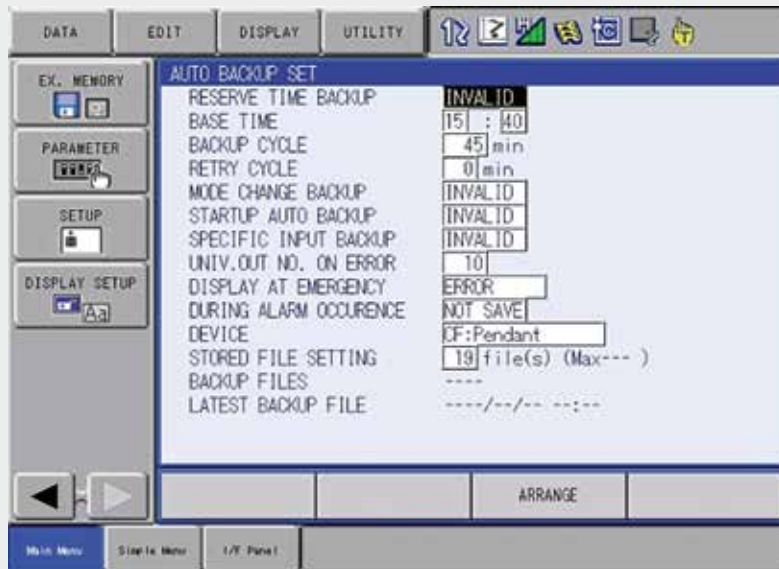 DATA
EDIT
DISPLAY
UTILITY
EX. MEMORY
PARAMETER
SETUP
DISPLAY SETUP
AUTO BACKUP SET
RESERVE TIME BACKUP INVALID
BASE TIME 15 : 40
BACKUP CYCLE 45 min
RETRY CYCLE 0 min
MODE CHANGE BACKUP INVALID
STARTUP AUTO BACKUP INVALID
SPECIFIC INPUT BACKUP INVALID
UNIV.OUT NO. ON ERROR 10
DISPLAY AT EMERGENCY ERROR
DURING ALARM OCCURENCE NOT SAVE
DEVICE CF:Pendant
STORED FILE SETTING 19 file(s) (Max--- )
BACKUP FILES ----
LATEST BACKUP FILE ----/--/-- --:--
ARRANGE
Main Menu
Simple Menu
I/F Panel